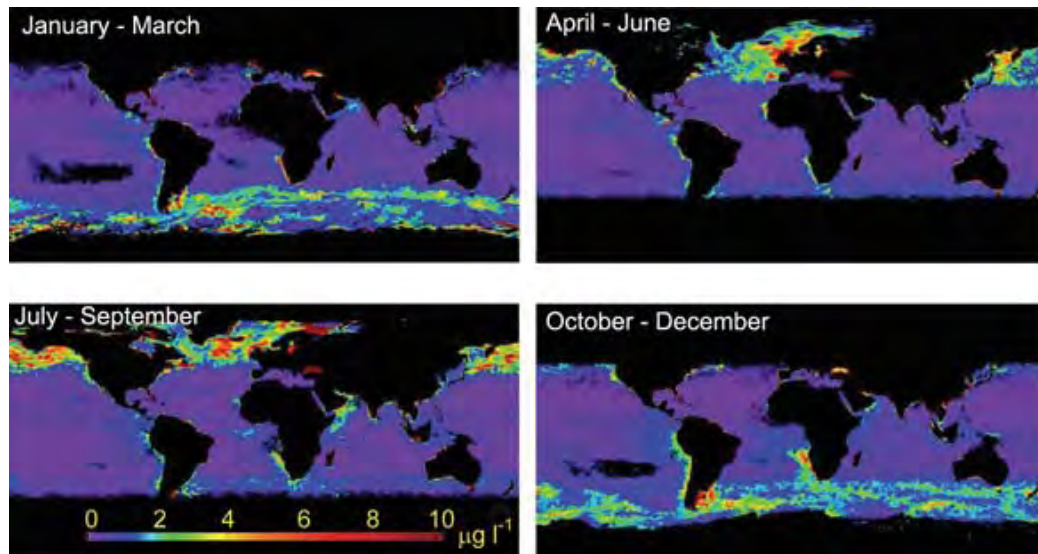 January - March
April - June
July - September
October - December
0 2 4 6 8 10
µg l⁻¹